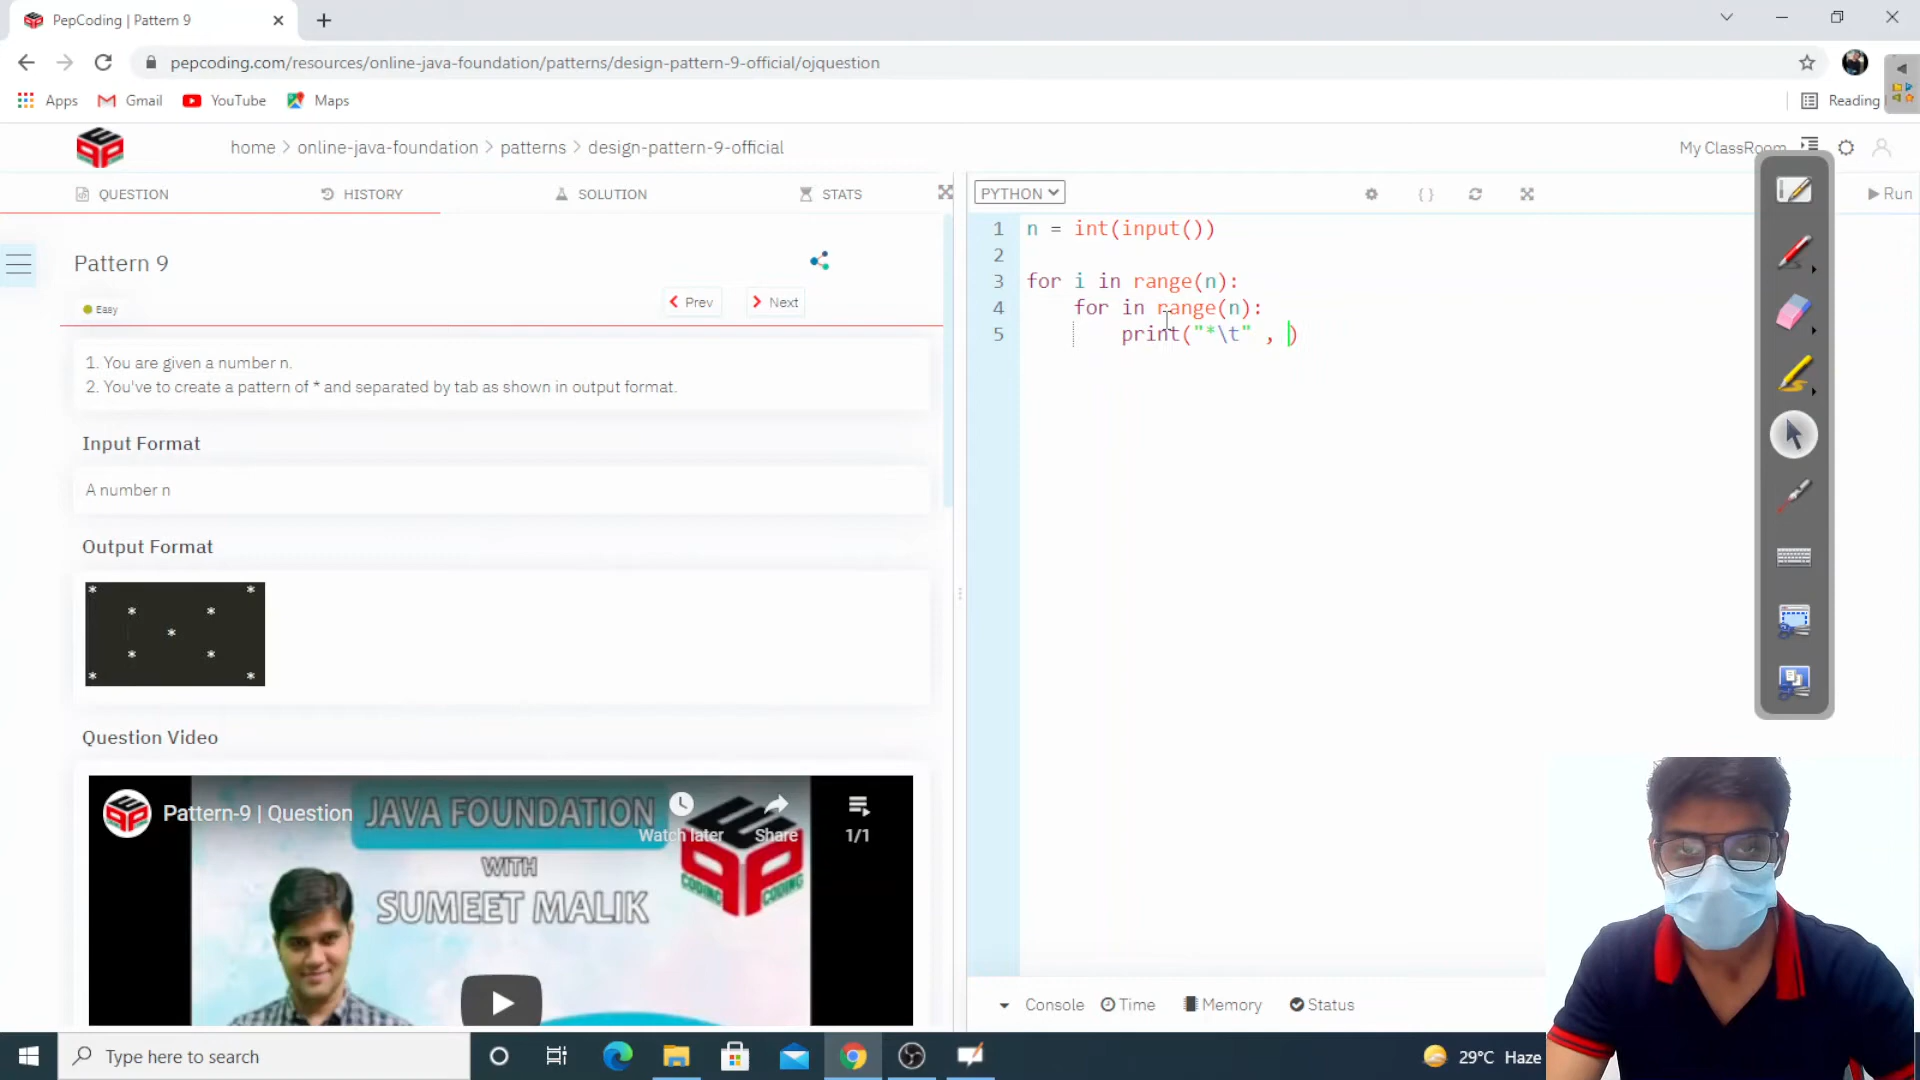 PepCoding | Pattern 9
pepcoding.com/resources/online-java-foundation/patterns/design-pattern-9-official/ojquestion
Apps Gmail YouTube Maps Reading
home > online-java-foundation > patterns > design-pattern-9-official
My ClassRoom
QUESTION HISTORY SOLUTION STATS
PYTHON
{ } Run
1 n = int(input())
2
3 for i in range(n):
4 for in range(n):
5 print("*\t" , )
Pattern 9
Prev Next
Easy
1. You are given a number n.
2. You've to create a pattern of * and separated by tab as shown in output format.
Input Format
A number n
Output Format
* *
* *
*
* *
* *
Question Video
Pattern-9 | Question
JAVA FOUNDATION
WITH
SUMEET MALIK
Watch later Share 1/1
CODING
Console Time Memory Status
Type here to search
29°C Haze